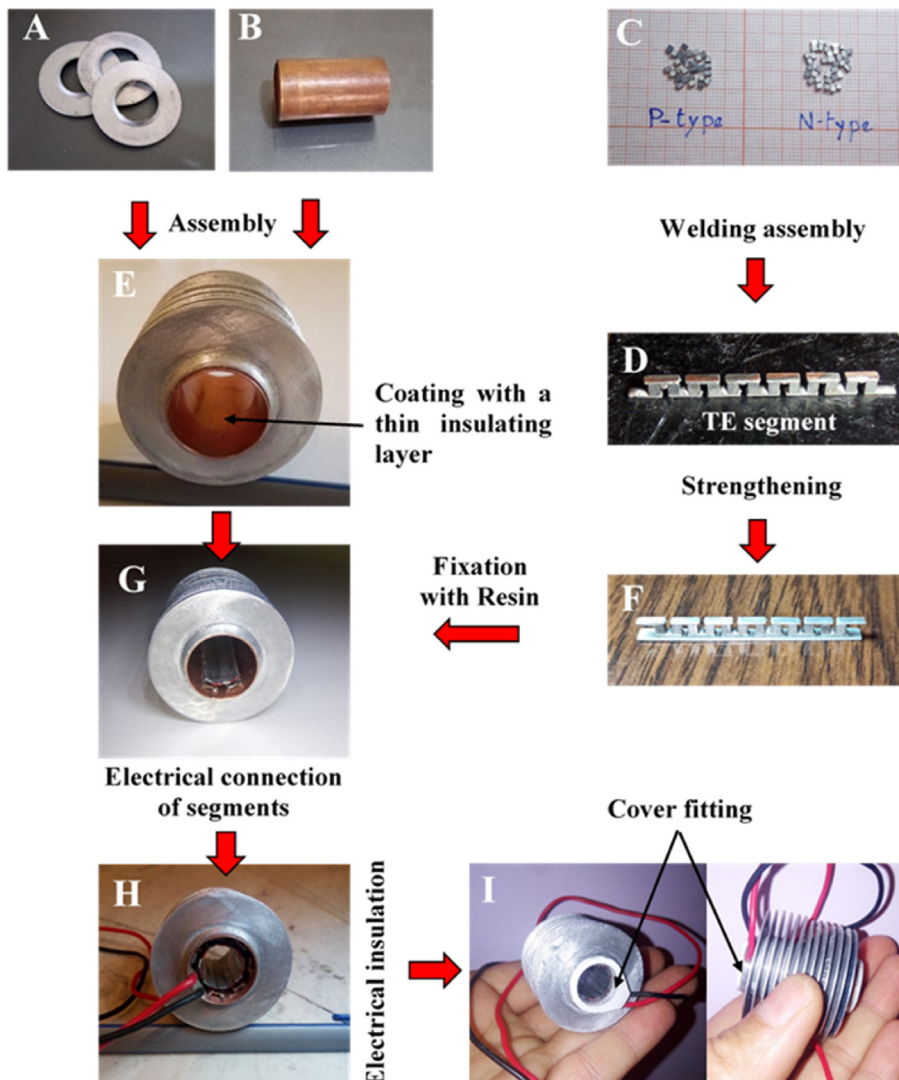 A
B
C
P-type
N-type
Assembly
Welding assembly
E
D
TE segment
Coating with a
thin insulating
layer
Strengthening
G
Fixation
with Resin
F
Electrical connection
of segments
Cover fitting
H
Electrical insulation
I